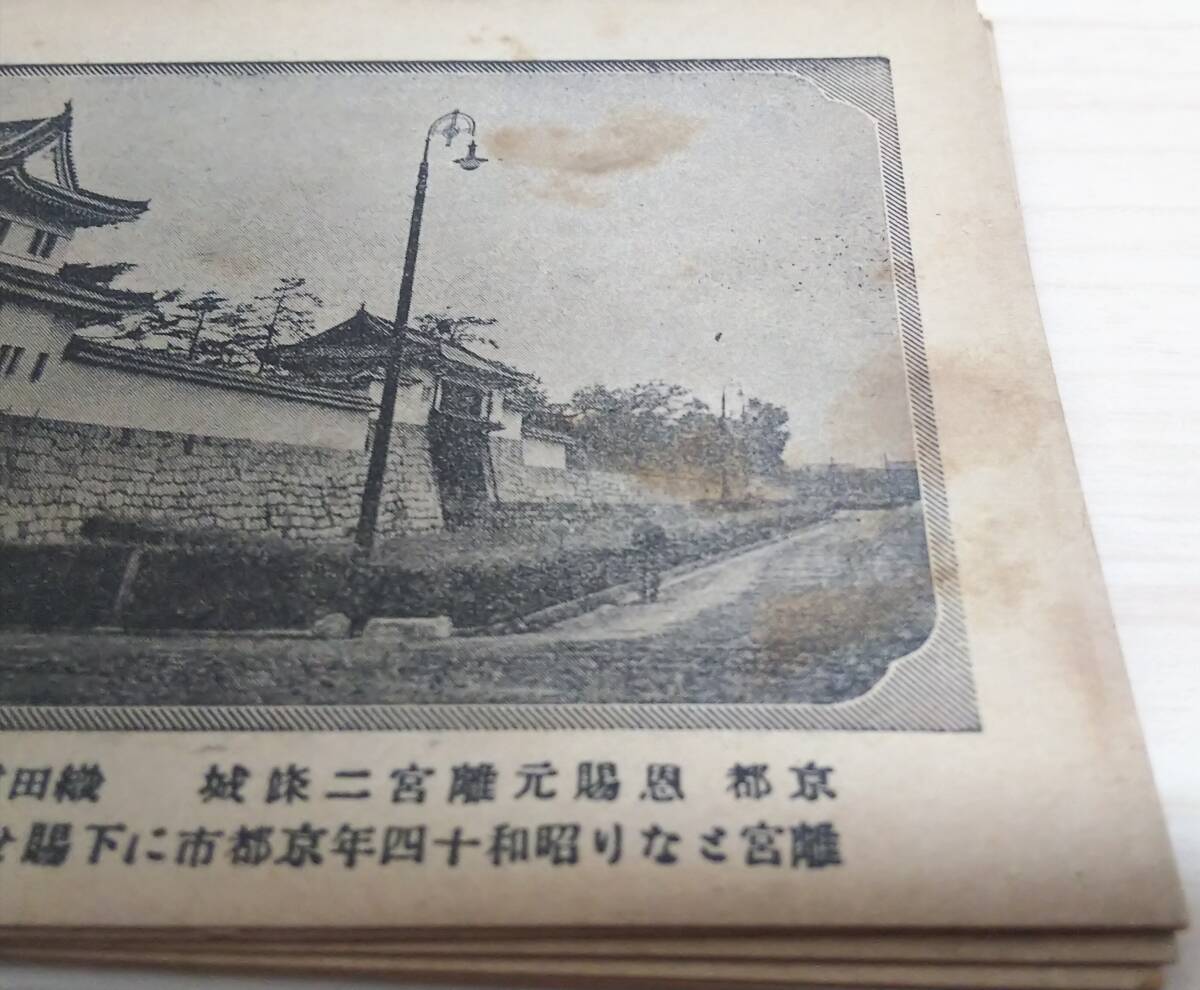 京都 恩賜元離宮二條城 織田
離宮となり昭和十四年京都市に下賜せ